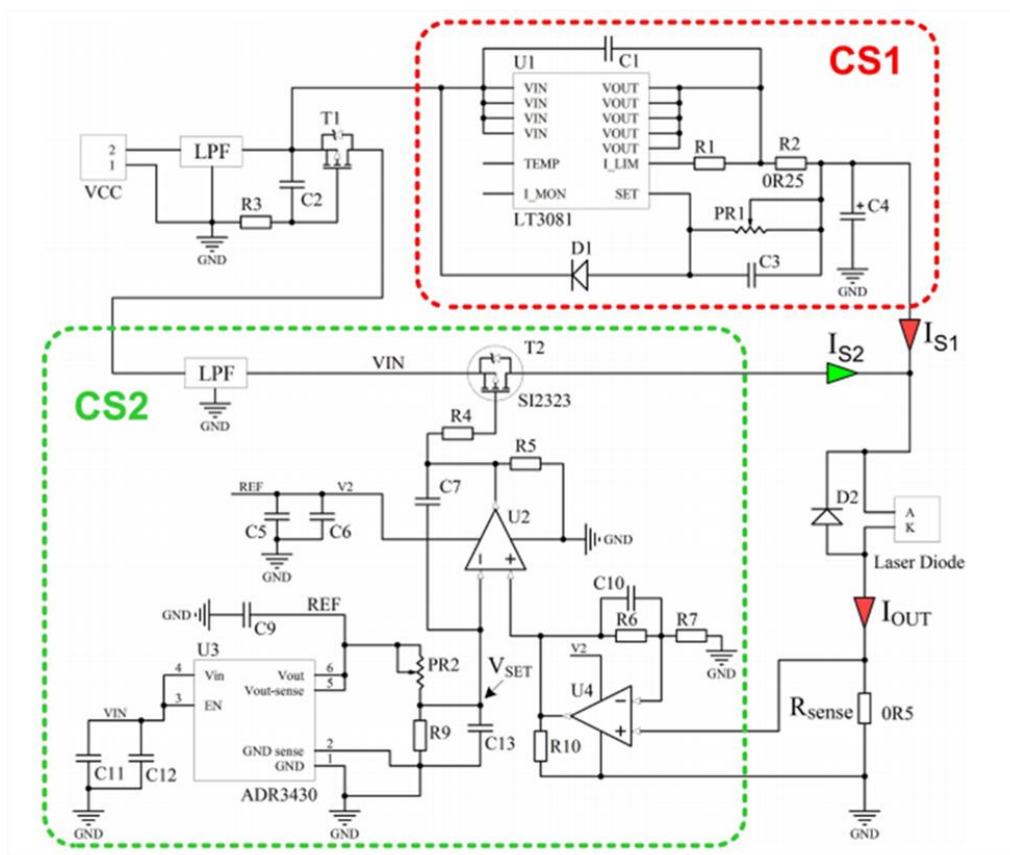 CS1
U1
C1
VIN
VIN
VIN
VIN
VOUT
VOUT
VOUT
VOUT
VOUT
TEMP
I_LIM
I_MON
SET
LT3081
R1
R2
0R25
PR1
C4
GND
D1
C3
T1
2
1
VCC
LPF
C2
R3
GND
IS1
IS2
CS2
LPF
GND
VIN
T2
SI2323
R4
R5
C7
U2
GND
REF
V2
C5
C6
GND
D2
A
K
Laser Diode
IOUT
C10
R6
R7
GND
V2
U4
R10
Rsense
0R5
GND
GND
C9
REF
U3
4
Vin
3
EN
Vout
6
Vout-sense
5
GND sense
2
GND
1
ADR3430
PR2
VSET
R9
C13
VIN
C11
C12
GND
GND